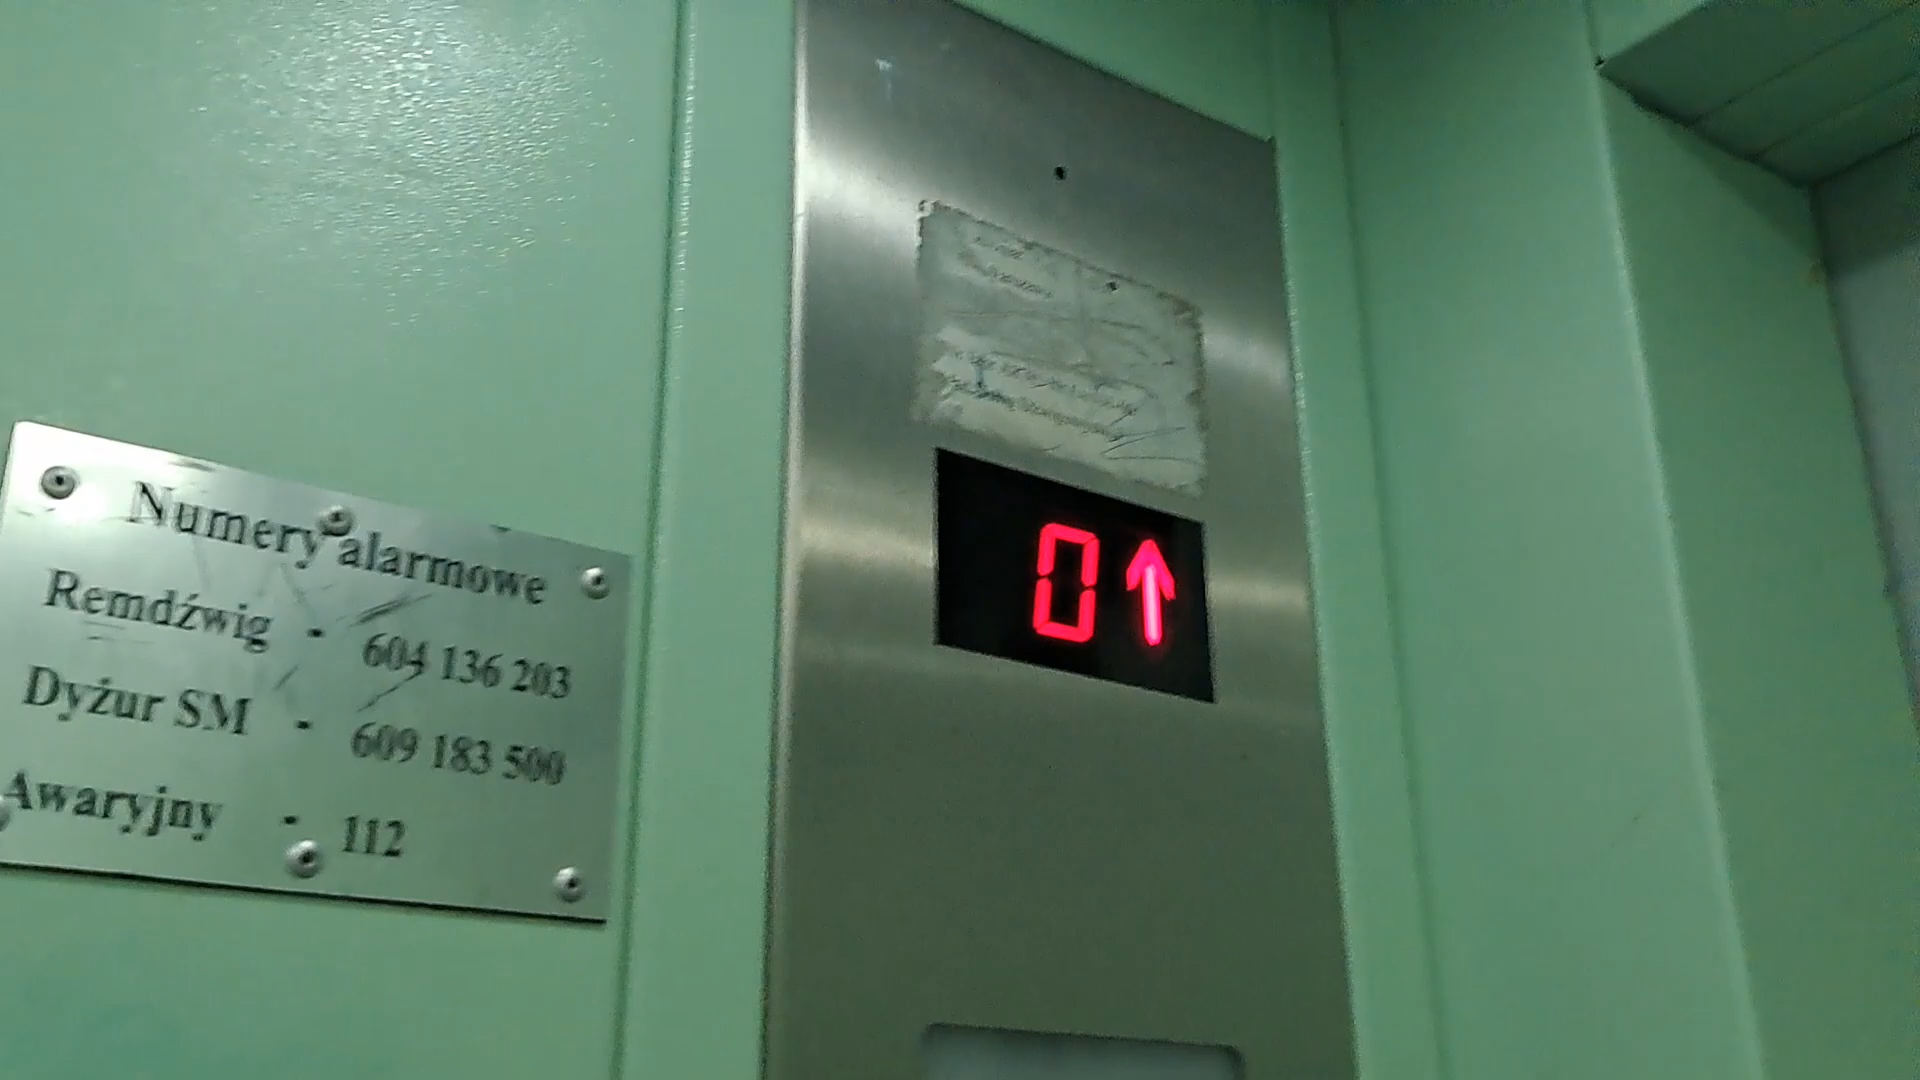 Numery alarmowe
Remdźwig - 604 136 203
Dyżur SM - 609 183 500
Awaryjny - 112
0↑